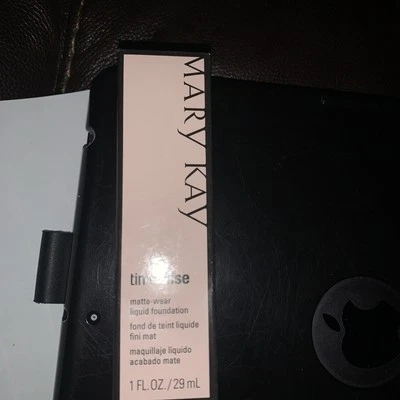 MARY KAY
matte-wear
liquid foundation
fond de teint liquide
fini mat
maquillaje líquido
acabado mate
1 FL.OZ./29 mL